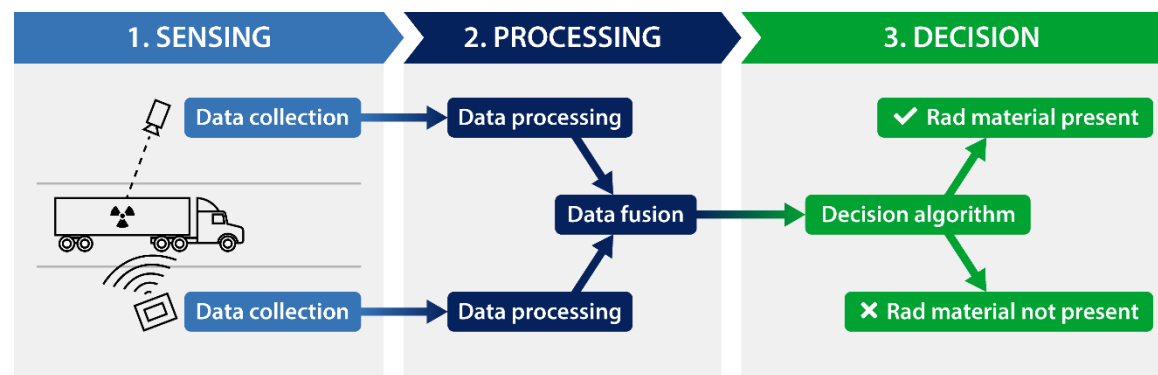 1. SENSING
2. PROCESSING
3. DECISION
Data collection
Data processing
Rad material present
Data fusion
Decision algorithm
Data collection
Data processing
Rad material not present